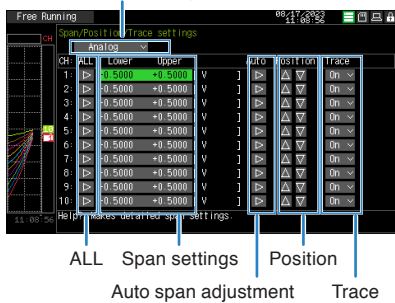 Free Running 08/17/2023 11:08:56
CH Span/Position/Trace settings
Analog
CH: ALL Lower Upper Auto Position Trace
1: -0.5000 +0.5000 V ] On
2: -0.5000 +0.5000 V ] On
3: -0.5000 +0.5000 V ] On
4: -0.5000 +0.5000 V ] On
5: -0.5000 +0.5000 V ] On
6: -0.5000 +0.5000 V ] On
7: -0.5000 +0.5000 V ] On
8: -0.5000 +0.5000 V ] On
9: -0.5000 +0.5000 V ] On
10: -0.5000 +0.5000 V ] On
10
1
11:08:56 Help: Makes detailed span settings.
ALL Span settings Position
Auto span adjustment Trace